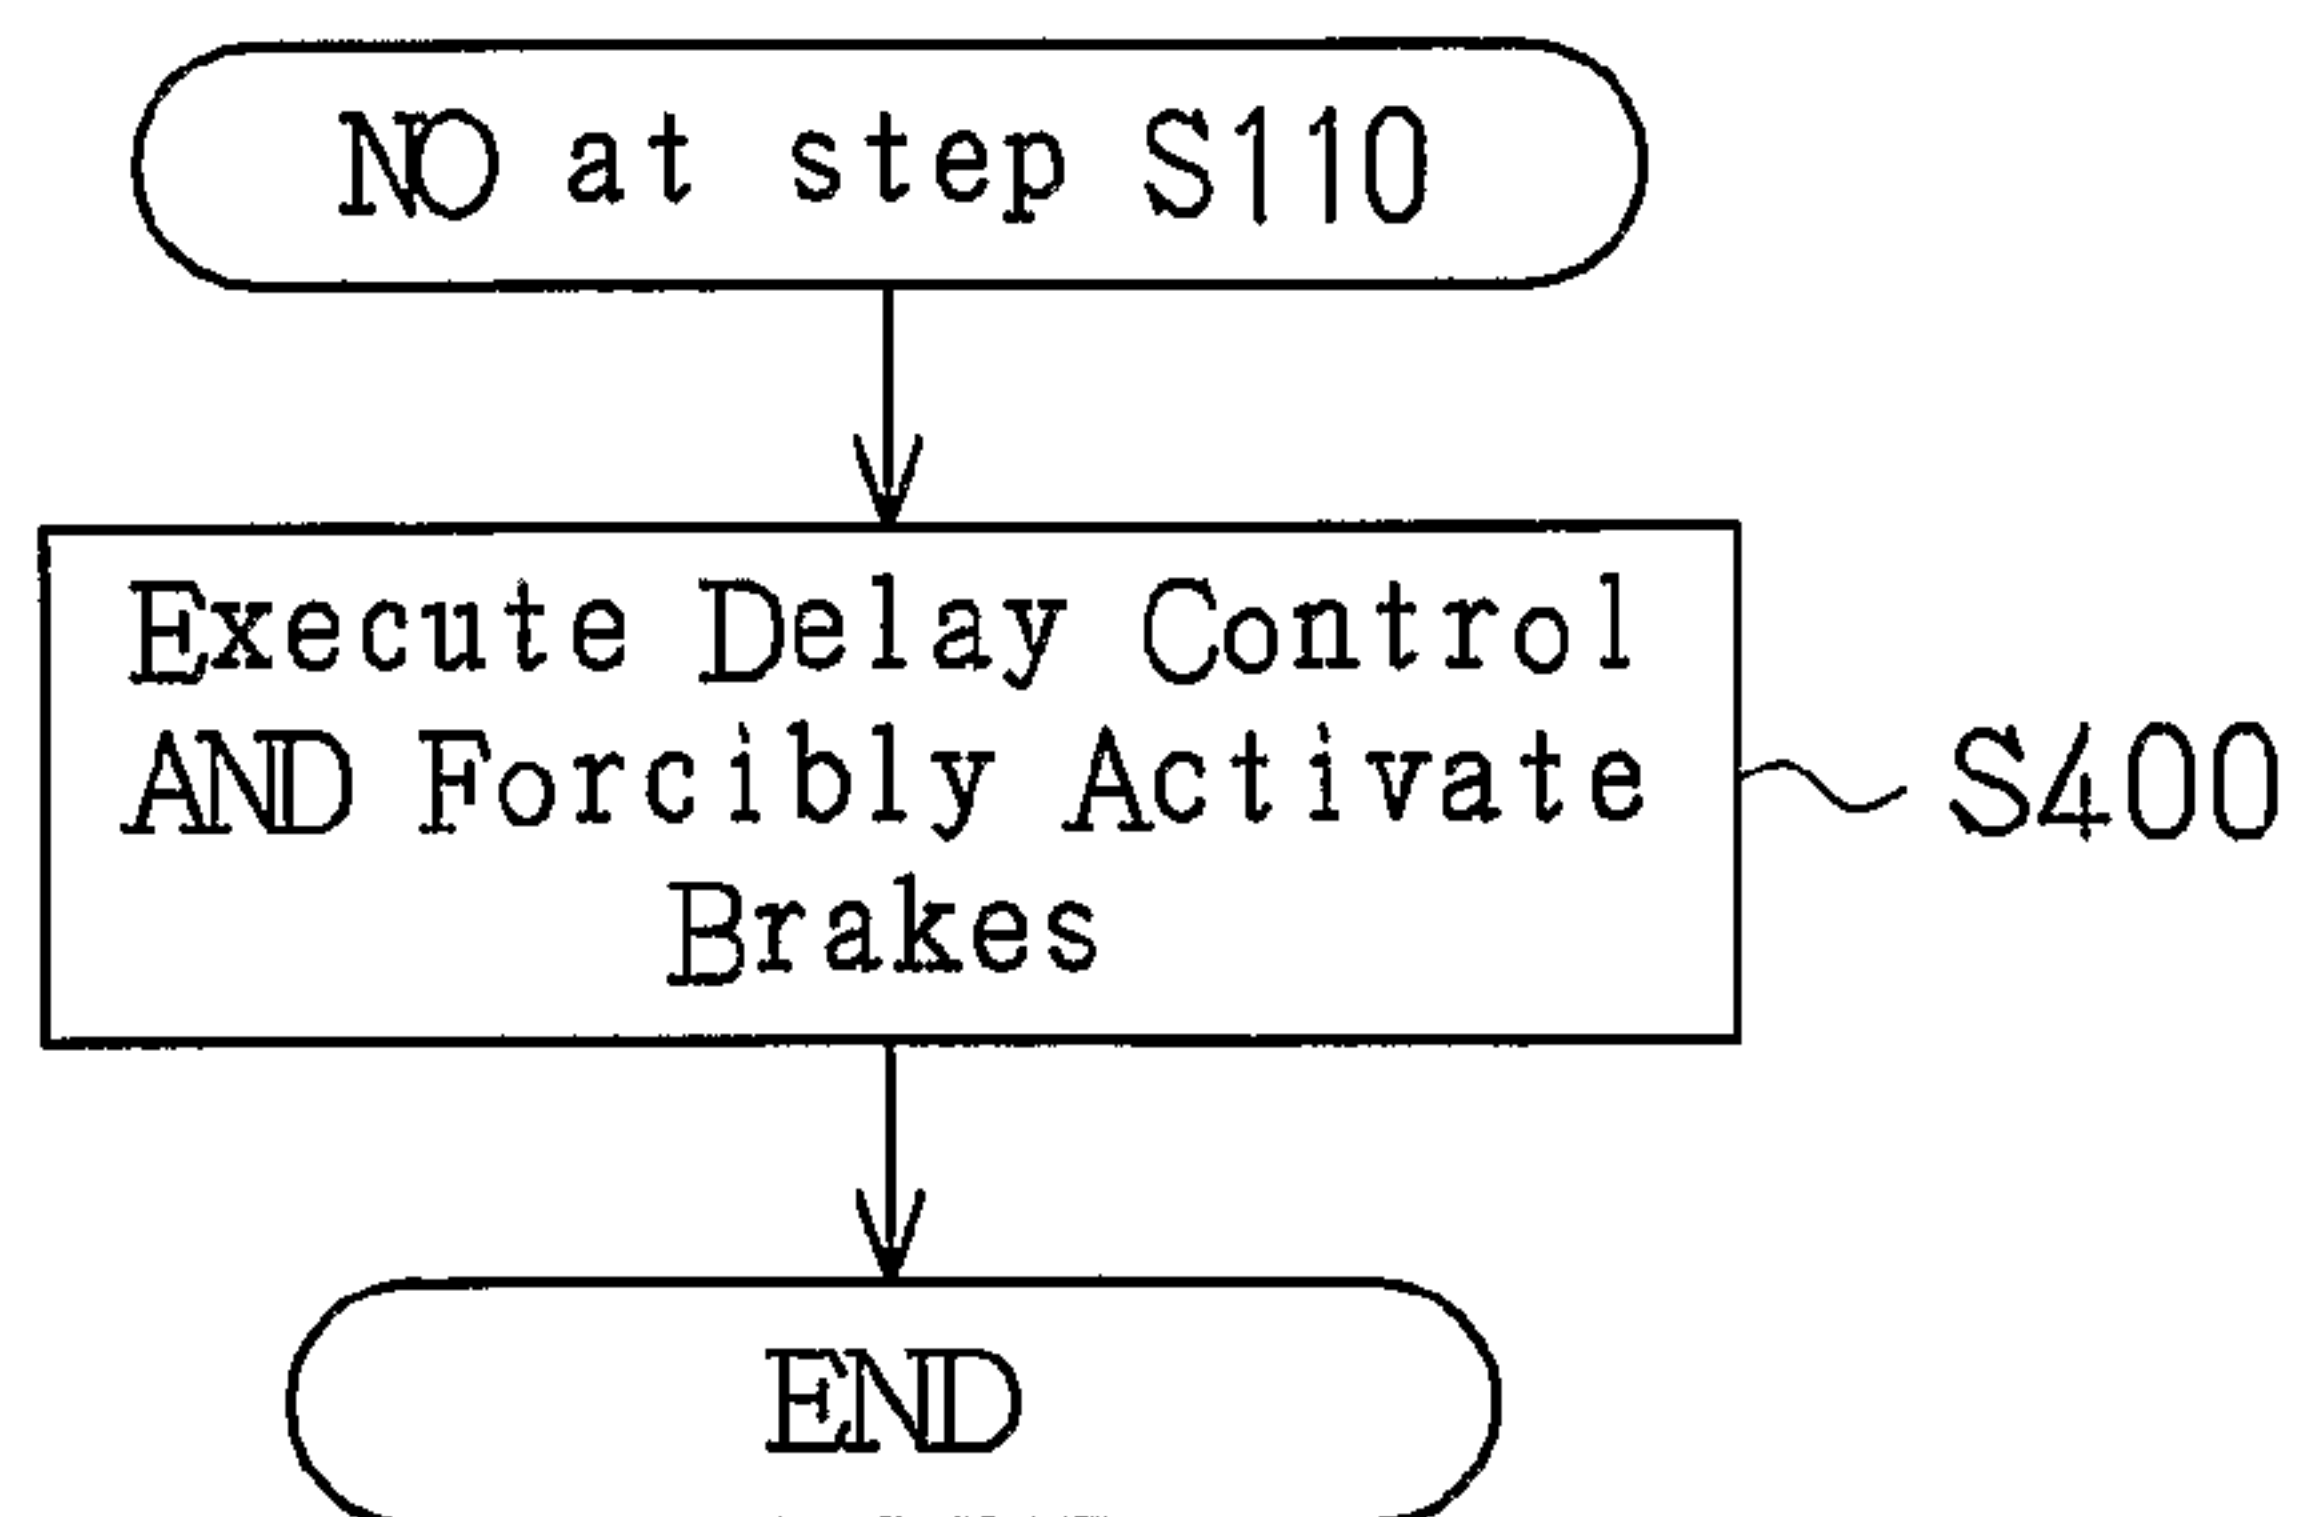 NO at step S110
Execute Delay Control
AND Forcibly Activate
Brakes
S400
END